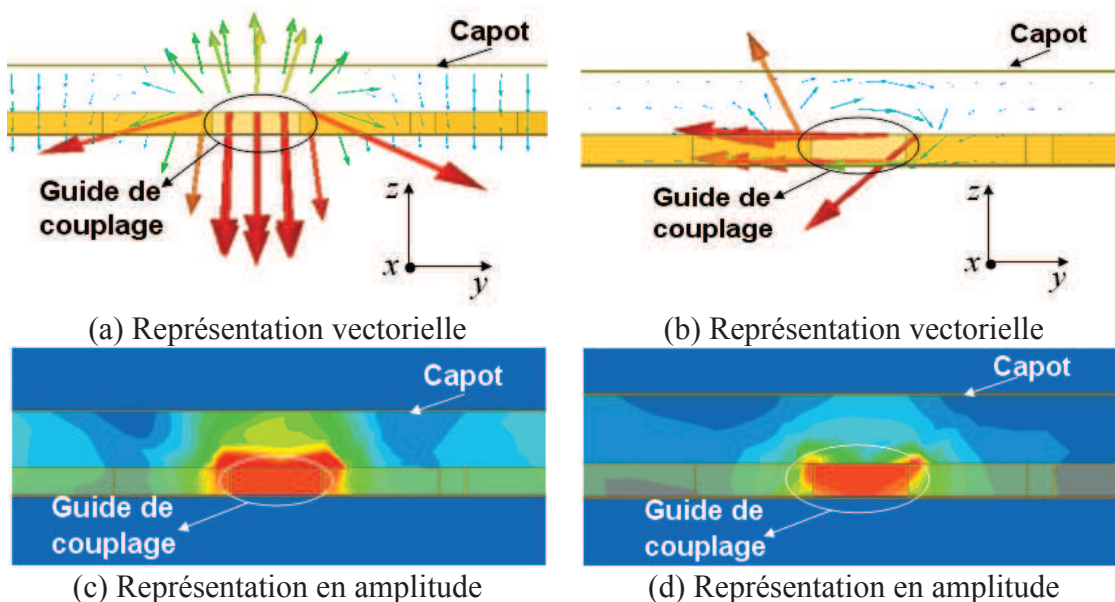 Capot
Guide de
couplage
z
x
y
(a) Représentation vectorielle
Capot
Guide de
couplage
z
x
y
(b) Représentation vectorielle
Capot
Guide de
couplage
(c) Représentation en amplitude
Capot
Guide de
couplage
(d) Représentation en amplitude